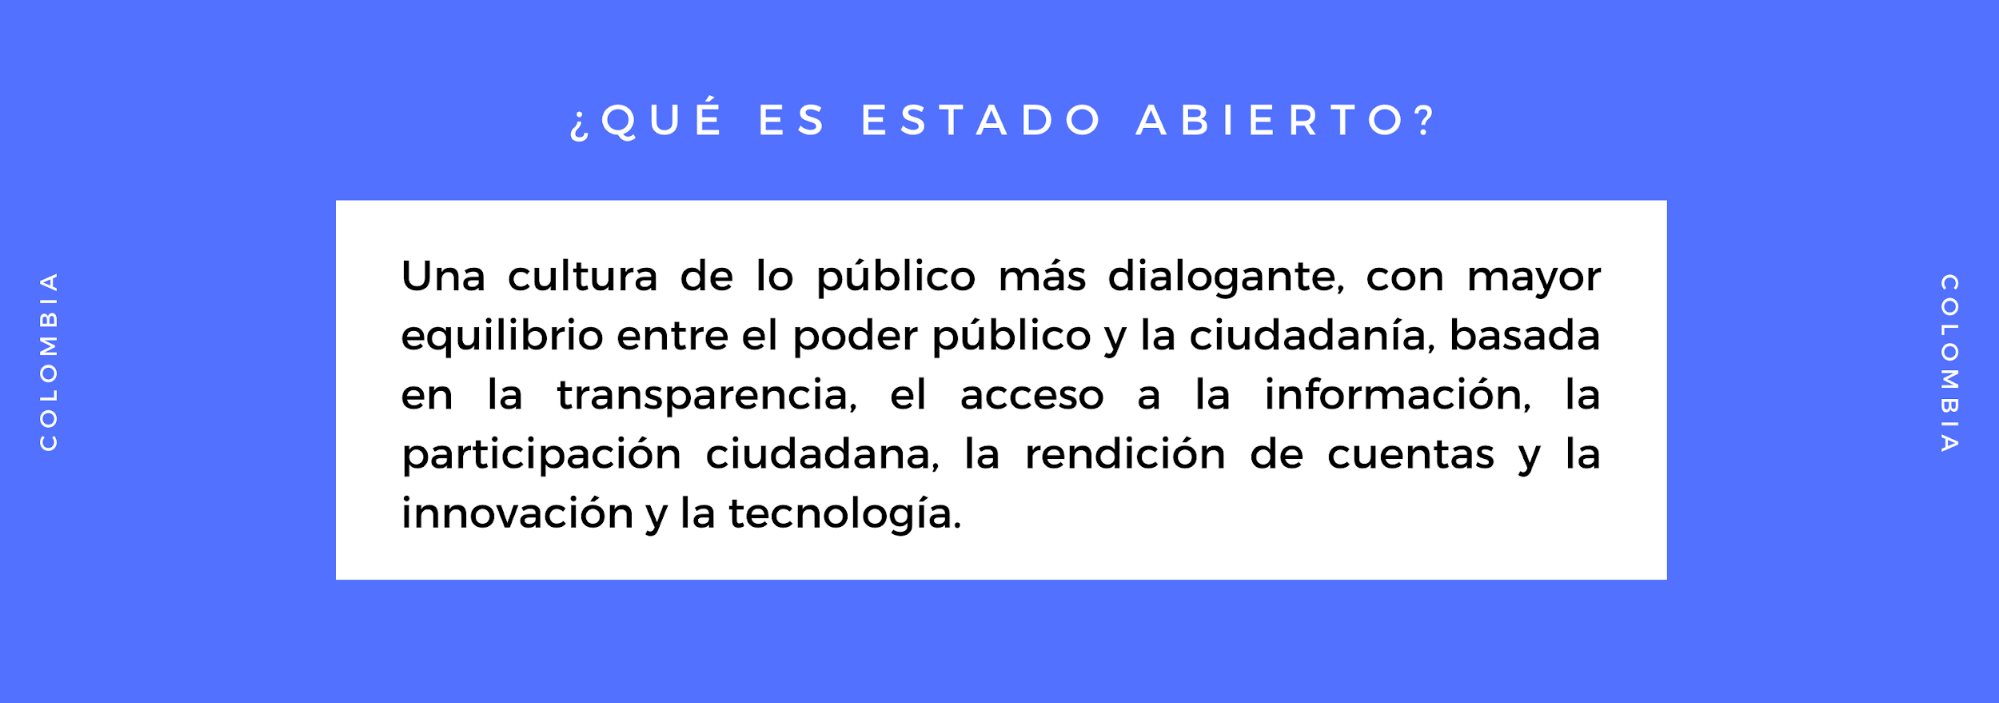 ¿QUÉ ES ESTADO ABIERTO?
COLOMBIA
Una cultura de lo público más dialogante, con mayor
equilibrio entre el poder público y la ciudadanía, basada
en la transparencia, el acceso a la información, la
participación ciudadana, la rendición de cuentas y la
innovación y la tecnología.
COLOMBIA